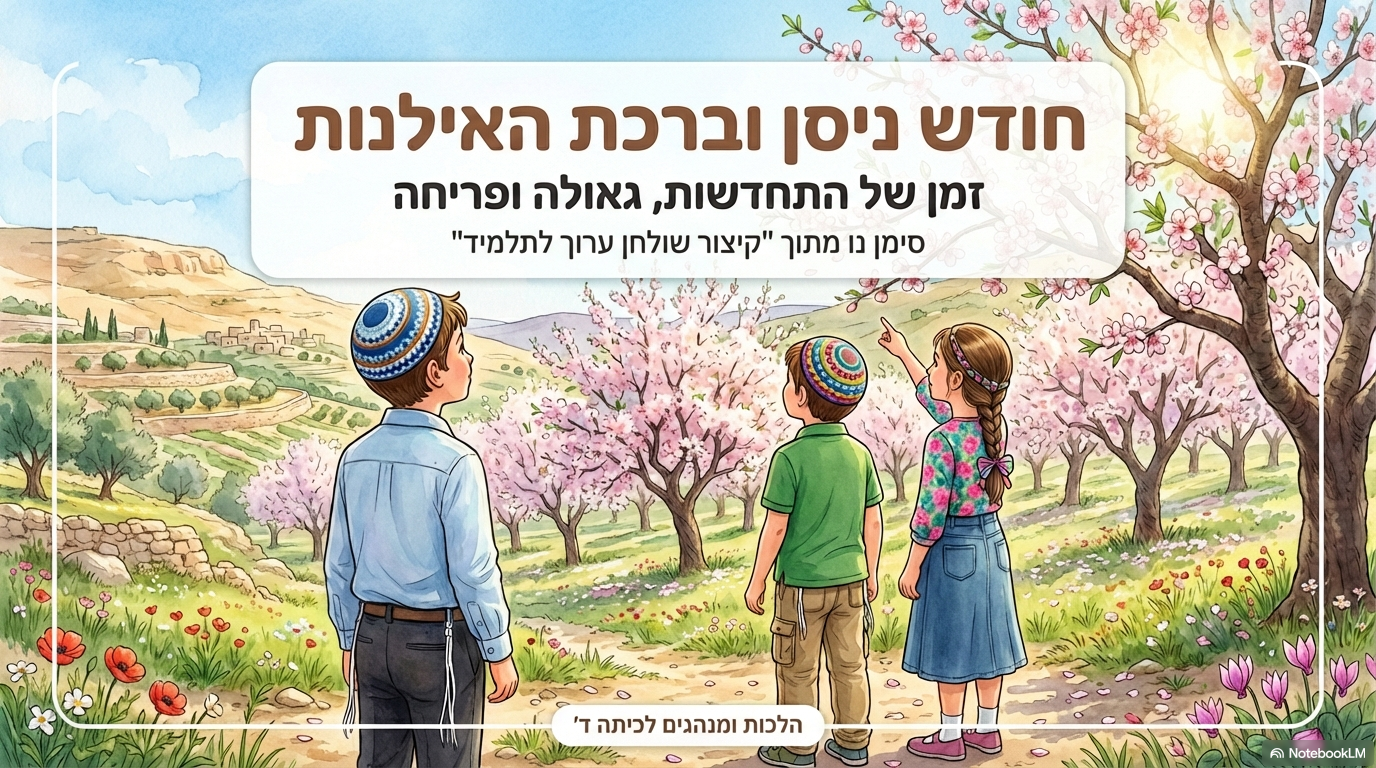 חודש ניסן וברכת האילנות
זמן של התחדשות, גאולה ופריחה
סימן נו מתוך "קיצור שולחן ערוך לתלמיד"
הלכות ומנהגים לכיתה ד'
NotebookLM